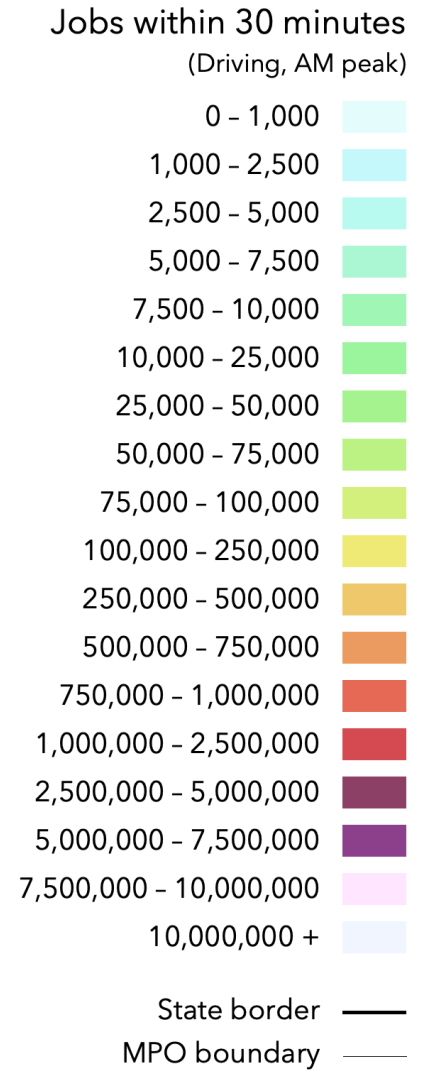 Jobs within 30 minutes
(Driving, AM peak)
0 – 1,000
1,000 – 2,500
2,500 – 5,000
5,000 – 7,500
7,500 – 10,000
10,000 – 25,000
25,000 – 50,000
50,000 – 75,000
75,000 – 100,000
100,000 – 250,000
250,000 – 500,000
500,000 – 750,000
750,000 – 1,000,000
1,000,000 – 2,500,000
2,500,000 – 5,000,000
5,000,000 – 7,500,000
7,500,000 – 10,000,000
10,000,000 +
State border
MPO boundary